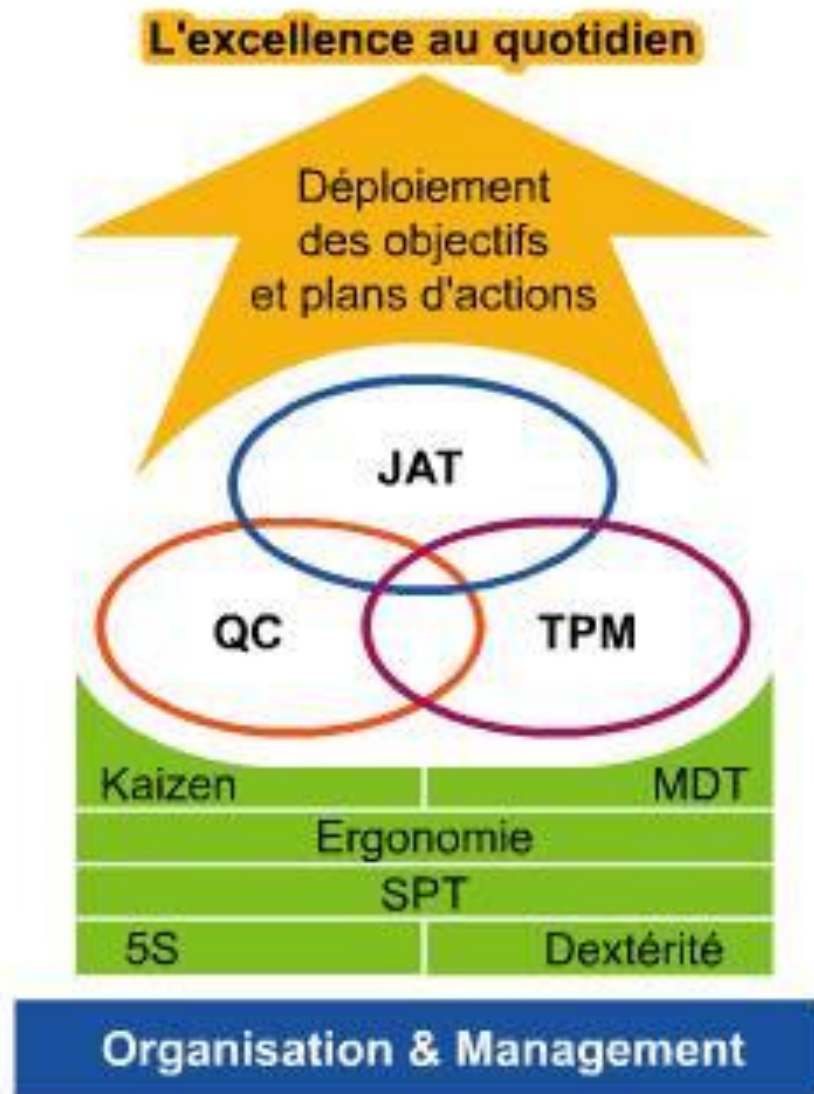 L'excellence au quotidien
Déploiement
des objectifs
et plans d'actions
JAT
QC TPM
Kaizen MDT
Ergonomie
SPT
5S Dextérité
Organisation & Management